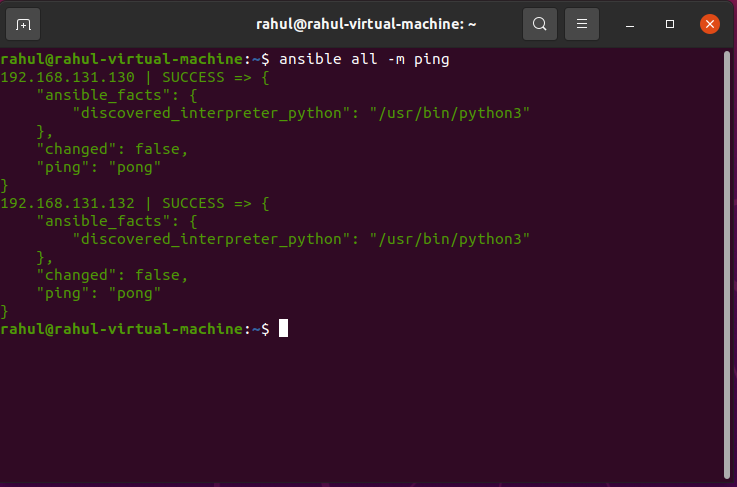 rahul@rahul-virtual-machine: ~
rahul@rahul-virtual-machine:~$ ansible all -m ping
192.168.131.130 | SUCCESS => {
    "ansible_facts": {
        "discovered_interpreter_python": "/usr/bin/python3"
    },
    "changed": false,
    "ping": "pong"
}
192.168.131.132 | SUCCESS => {
    "ansible_facts": {
        "discovered_interpreter_python": "/usr/bin/python3"
    },
    "changed": false,
    "ping": "pong"
}
rahul@rahul-virtual-machine:~$